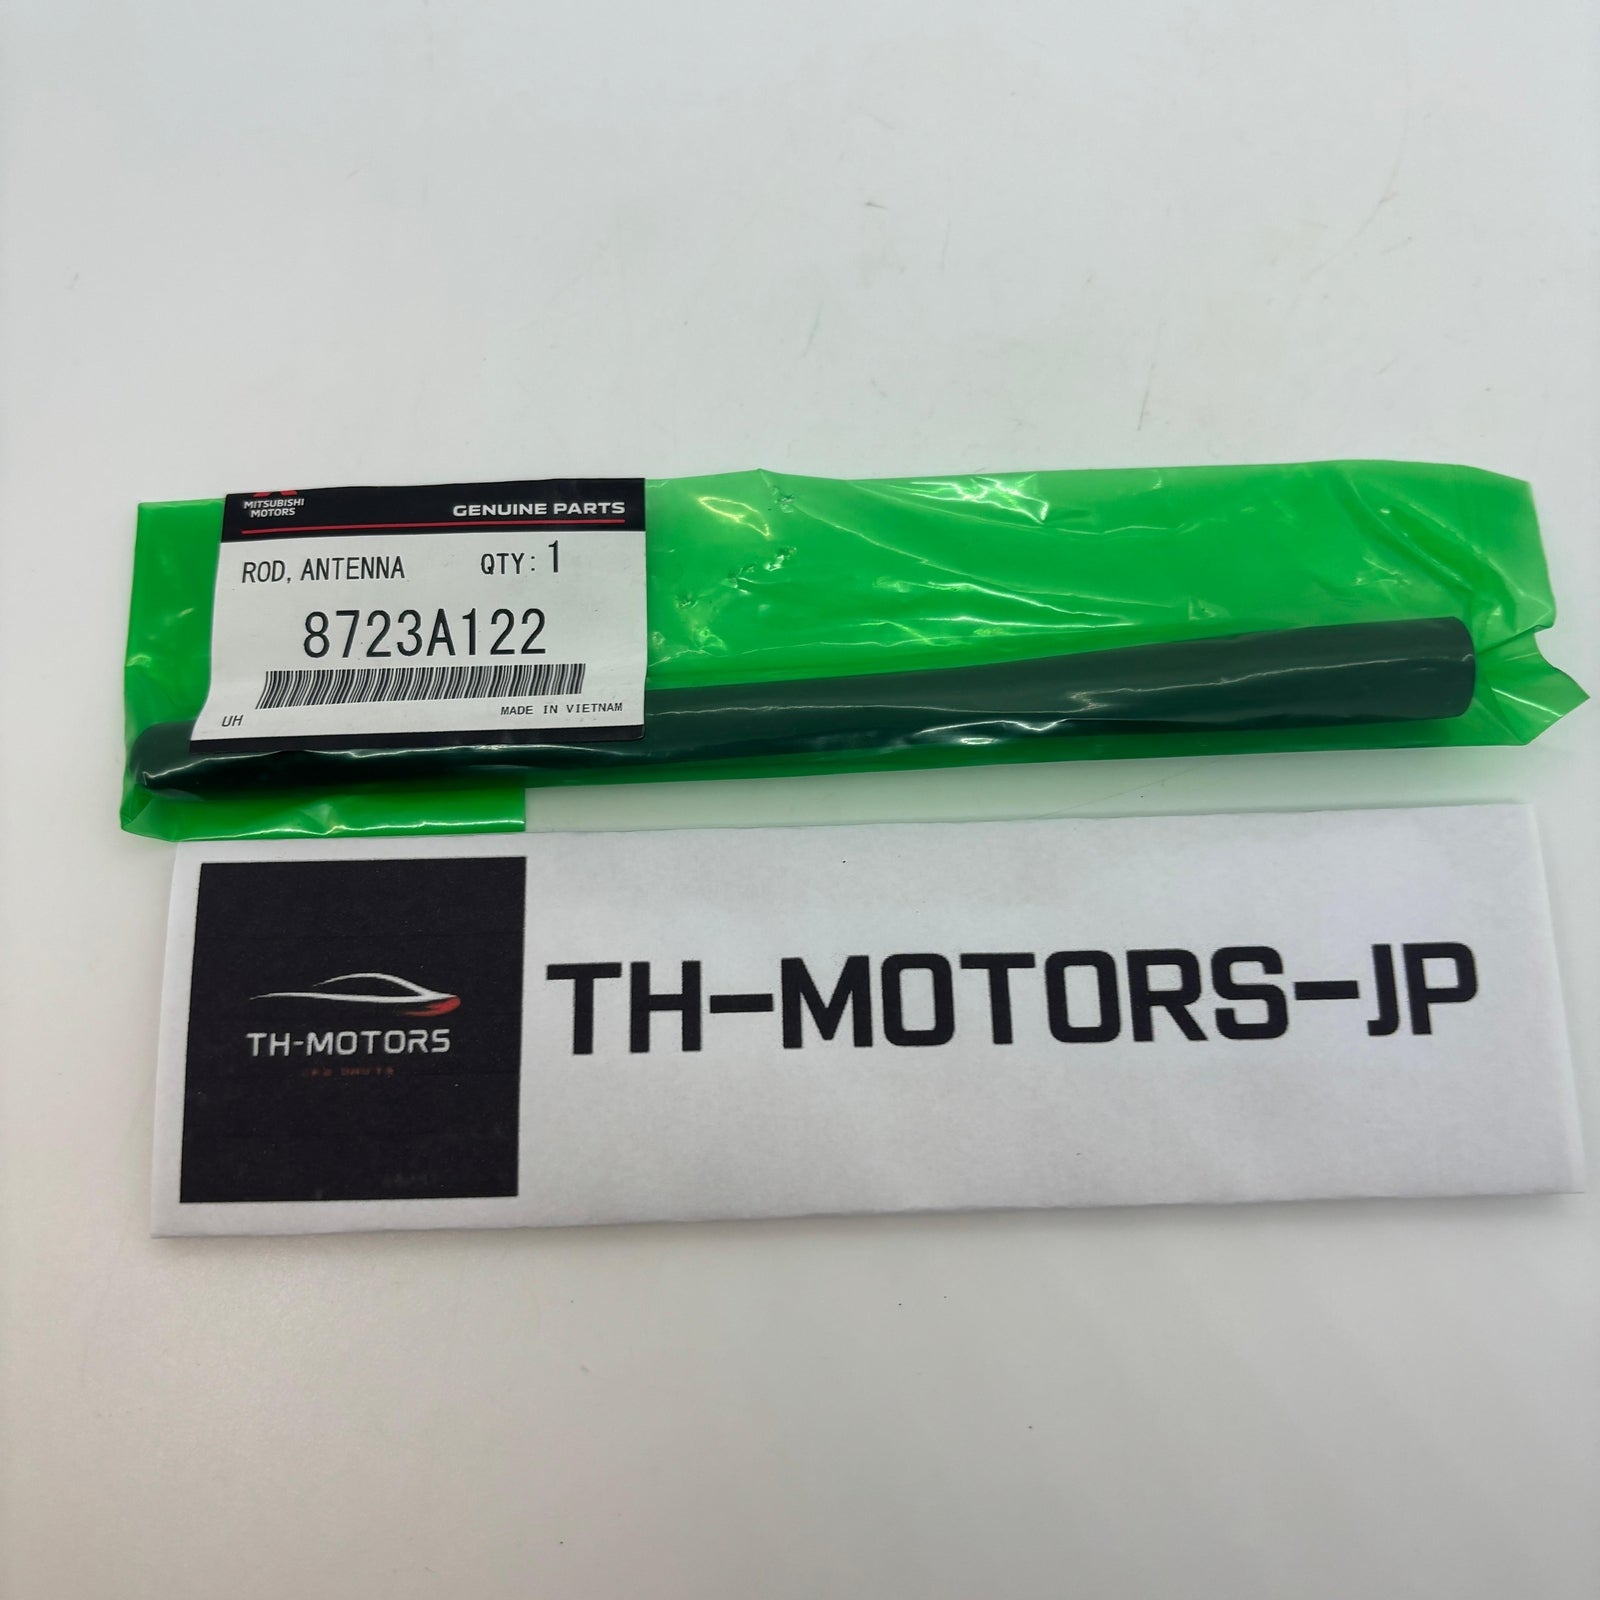 MITSUBISHI
MOTORS
GENUINE PARTS
ROD, ANTENNA QTY: 1
8723A122
UH MADE IN VIETNAM
TH-MOTORS
TH-MOTORS-JP